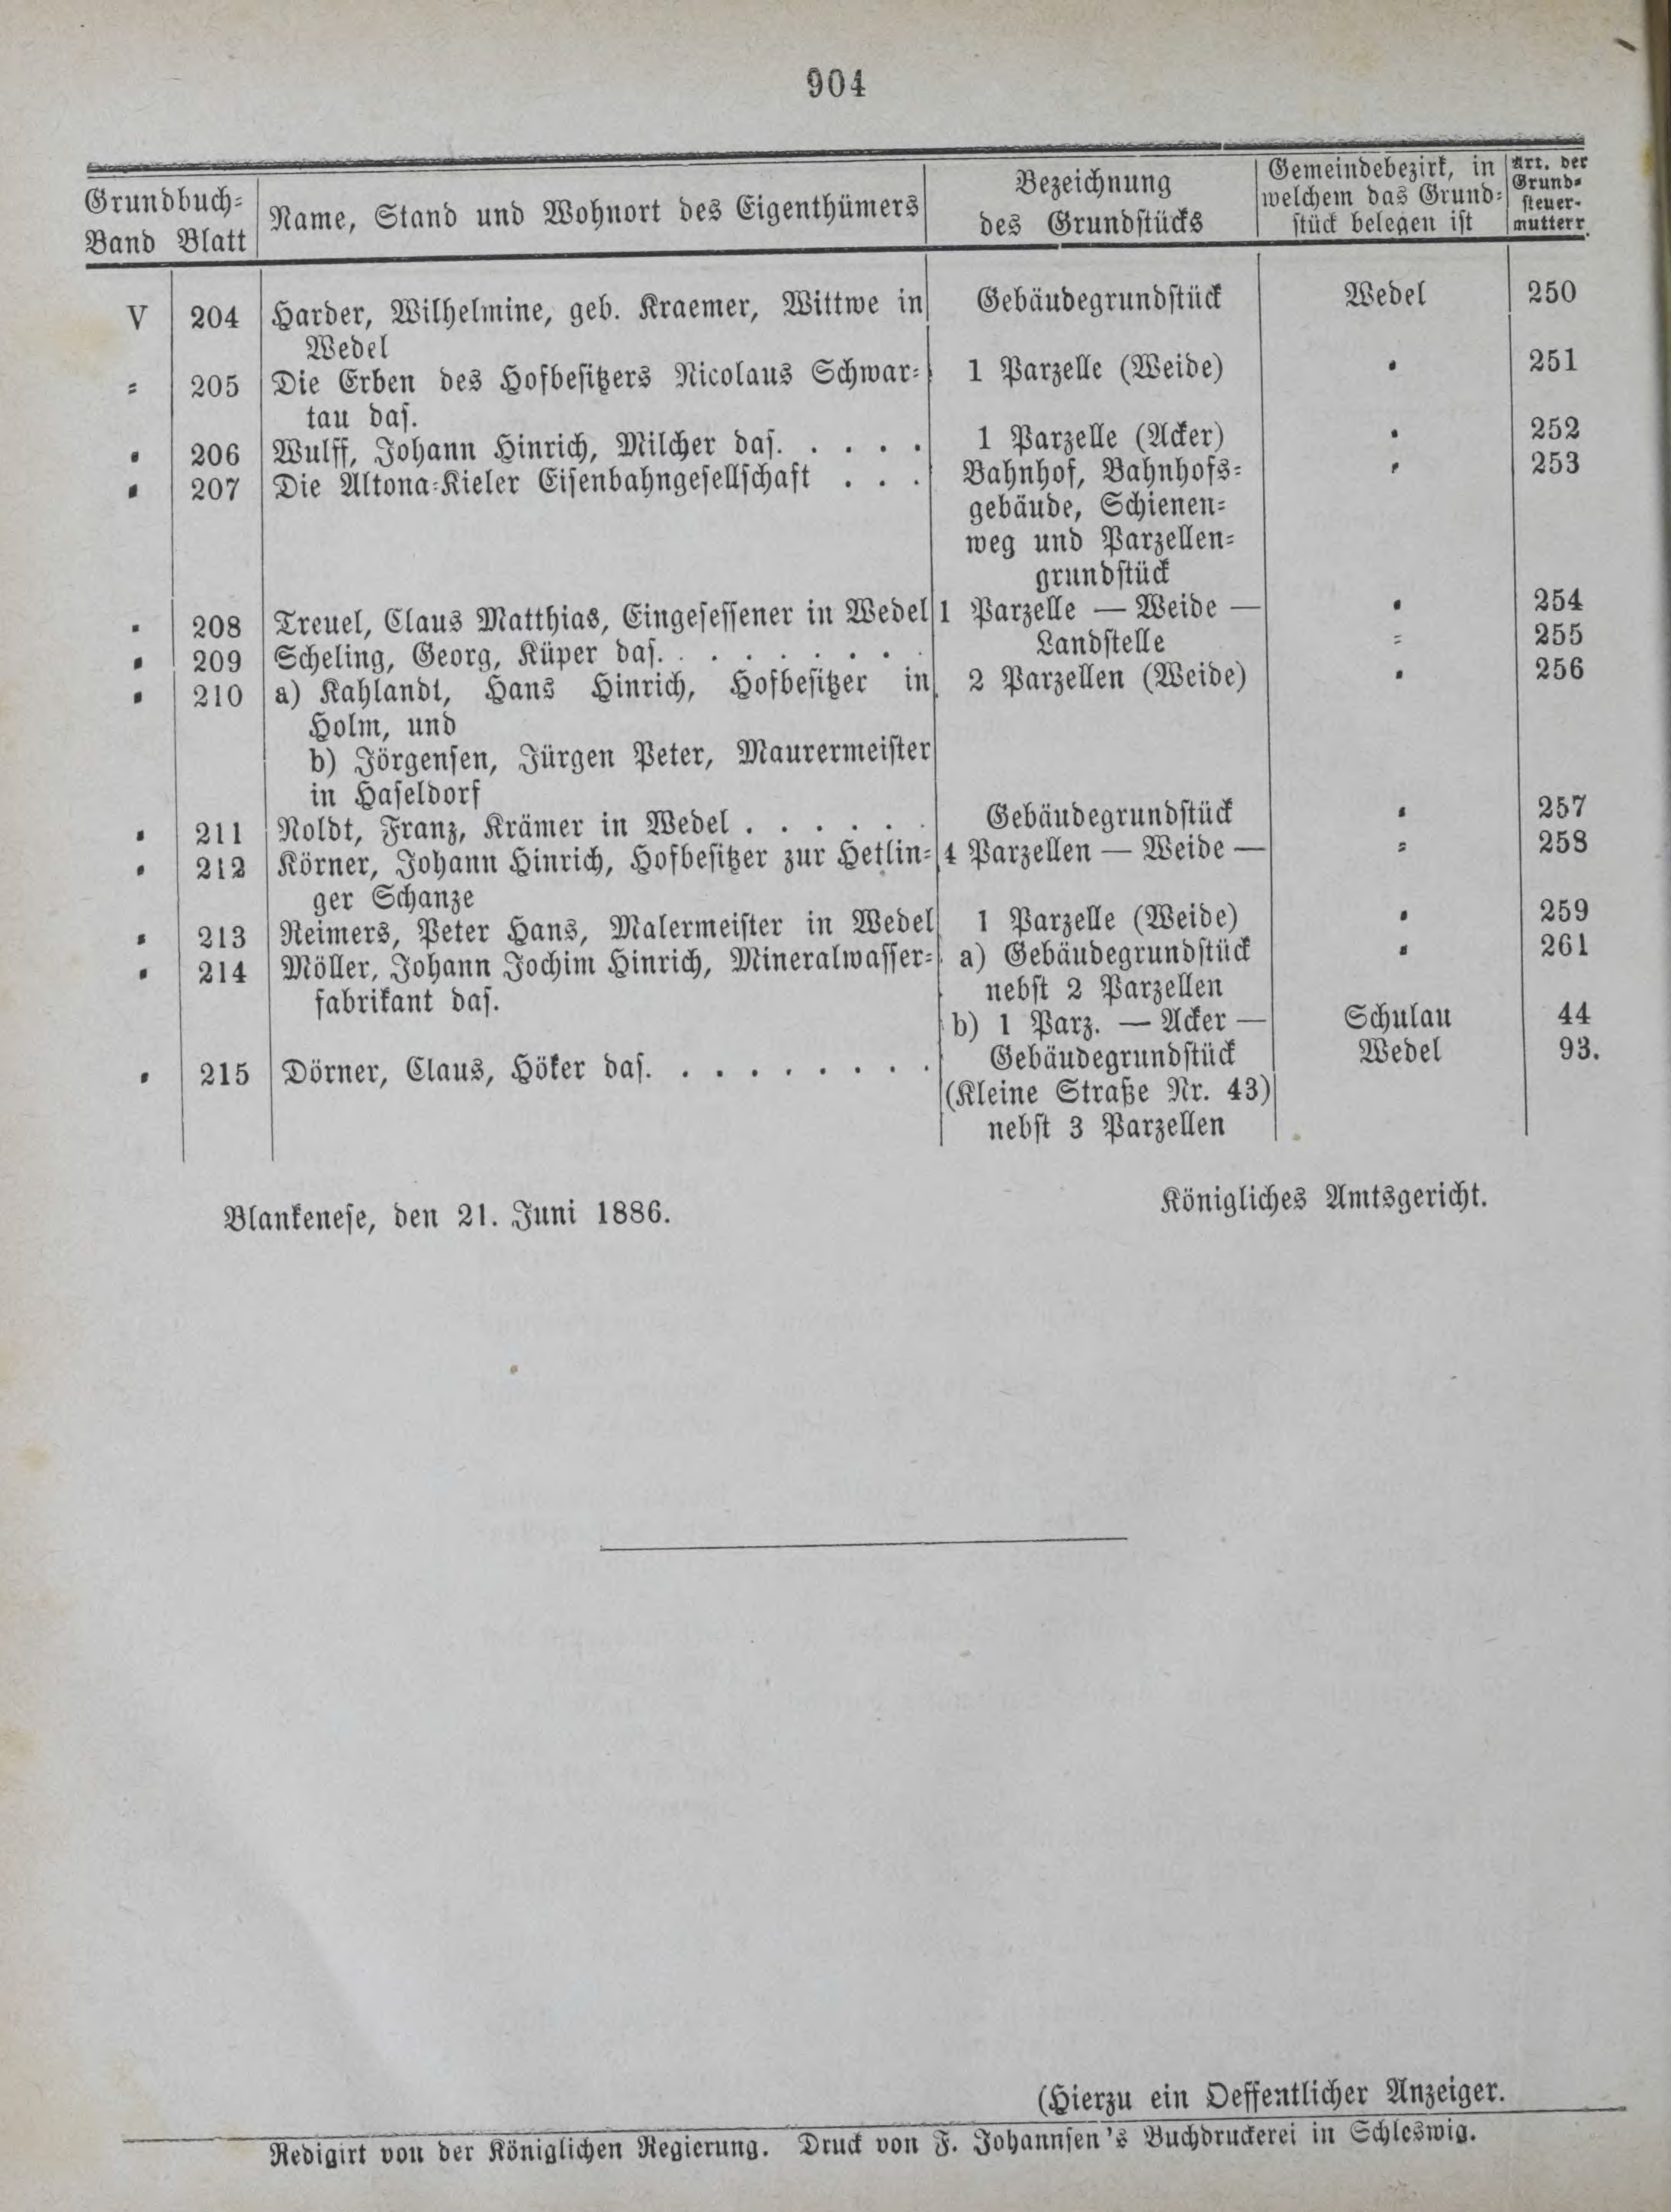 904
Grundbuch-
Band Blatt
Name, Stand und Wohnort des Eigenthümers
Bezeichnung
des Grundstücks
Gemeindebezirk, in
welchem das Grund-
stück belegen ist
Art. der
Grund-
steuer-
mutterr.
V 204 Harder, Wilhelmine, geb. Kraemer, Wittwe in Gebäudegrundstück Wedel 250
Wedel
" 205 Die Erben des Hofbesitzers Nicolaus Schwar- 1 Parzelle (Weide) " 251
tau das.
" 206 Wulff, Johann Hinrich, Milcher das. . . . . 1 Parzelle (Acker) " 252
" 207 Die Altona-Kieler Eisenbahngesellschaft . . . Bahnhof, Bahnhofs- " 253
gebäude, Schienen-
weg und Parzellen-
grundstück
" 208 Treuel, Claus Matthias, Eingesessener in Wedel 1 Parzelle — Weide — " 254
" 209 Scheling, Georg, Küper das. . . . . . . . . Landstelle " 255
" 210 a) Kahlandt, Hans Hinrich, Hofbesitzer in 2 Parzellen (Weide) " 256
Holm, und
b) Jörgensen, Jürgen Peter, Maurermeister
in Haseldorf
" 211 Noldt, Franz, Krämer in Wedel . . . . . . Gebäudegrundstück " 257
" 212 Körner, Johann Hinrich, Hofbesitzer zur Hetlin- 4 Parzellen — Weide — " 258
ger Schanze
" 213 Reimers, Peter Hans, Malermeister in Wedel 1 Parzelle (Weide) " 259
" 214 Möller, Johann Jochim Hinrich, Mineralwasser- a) Gebäudegrundstück " 261
fabrikant das. nebst 2 Parzellen
b) 1 Parz. — Acker — Schulau 44
" 215 Dörner, Claus, Höker das. . . . . . . . . Gebäudegrundstück Wedel 93.
(Kleine Straße Nr. 43)
nebst 3 Parzellen
Blankenese, den 21. Juni 1886. Königliches Amtsgericht.
(Hierzu ein Oeffentlicher Anzeiger.
Redigirt von der Königlichen Regierung. Druck von F. Johannsen's Buchdruckerei in Schleswig.